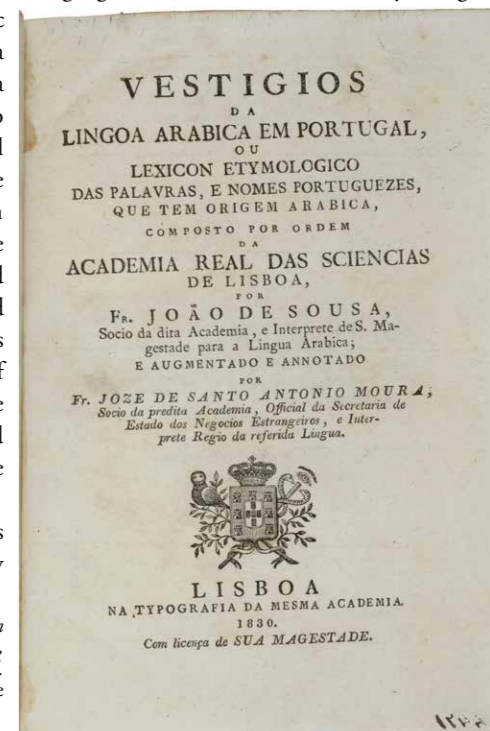 VESTIGIOS
DA
LINGOA ARABICA EM PORTUGAL,
OU
LEXICON ETYMOLOGICO
DAS PALAVRAS, E NOMES PORTUGUEZES,
QUE TEM ORIGEM ARABICA,
COMPOSTO POR ORDEM
DA
ACADEMIA REAL DAS SCIENCIAS
DE LISBOA,
POR
FR. JOÃO DE SOUSA,
Socio da dita Academia, e Interprete de S. Ma-
gestade para a Lingua Arabica;
E AUGMENTADO E ANNOTADO
POR
Fr. JOZE DE SANTO ANTONIO MOURA,
Socio da predita Academia, Official da Secretaria de
Estado dos Negocios Estrangeiros, e Inter-
prete Regio da referida Lingua.
LISBOA
NA TYPOGRAFIA DA MESMA ACADEMIA.
1830.
Com licença de SUA MAGESTADE.